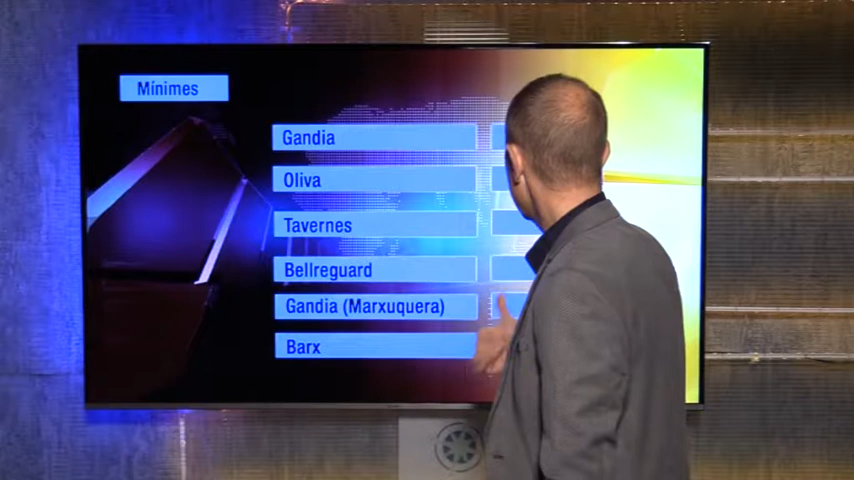 Mínimes
Gandia
Oliva
Tavernes
Bellreguard
Gandia (Marxuquera)
Barx